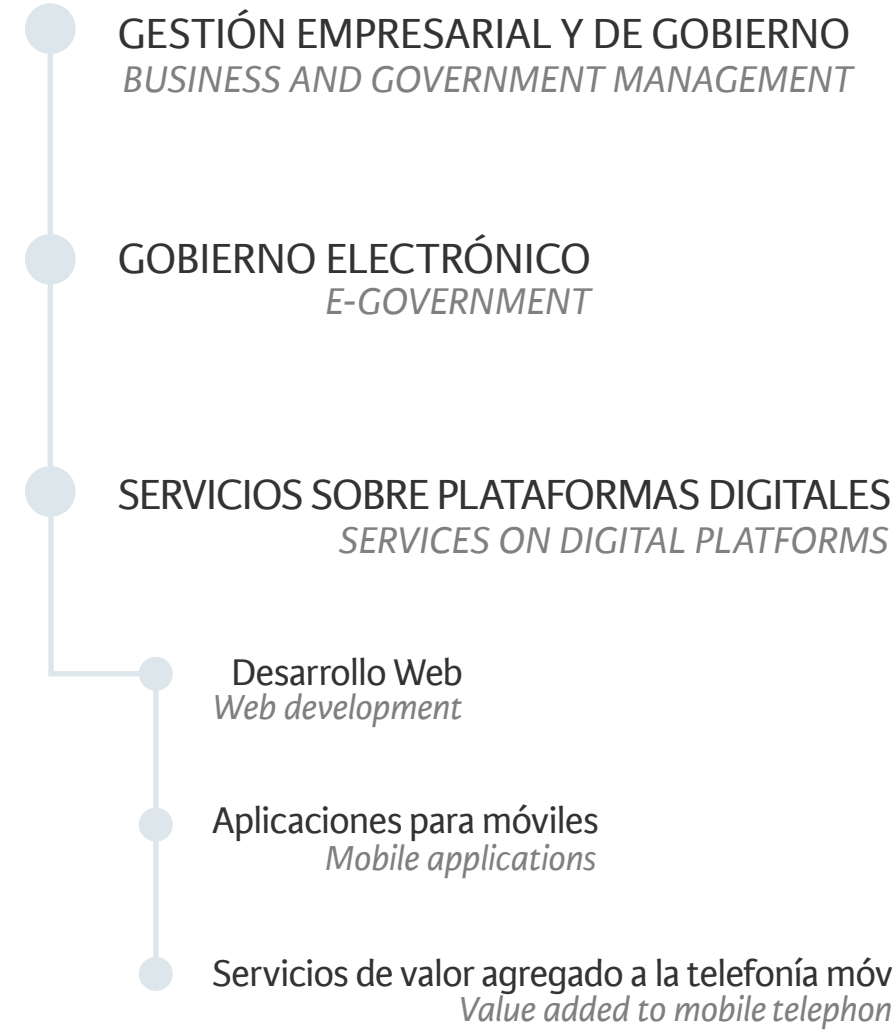 GESTIÓN EMPRESARIAL Y DE GOBIERNO
BUSINESS AND GOVERNMENT MANAGEMENT
GOBIERNO ELECTRÓNICO
E-GOVERNMENT
SERVICIOS SOBRE PLATAFORMAS DIGITALES
SERVICES ON DIGITAL PLATFORMS
Desarrollo Web
Web development
Aplicaciones para móviles
Mobile applications
Servicios de valor agregado a la telefonía móv
Value added to mobile telephon